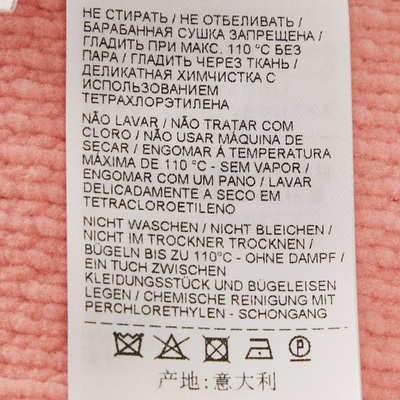 НЕ СТИРАТЬ / НЕ ОТБЕЛИВАТЬ /
БАРАБАННАЯ СУШКА ЗАПРЕЩЕНА /
ГЛАДИТЬ ПРИ МАКС. 110 °C БЕЗ
ПАРА / ГЛАДИТЬ ЧЕРЕЗ ТКАНЬ /
ДЕЛИКАТНАЯ ХИМЧИСТКА С
ИСПОЛЬЗОВАНИЕМ
ТЕТРАХЛОРЭТИЛЕНА
NÃO LAVAR / NÃO TRATAR COM
CLORO / NÃO USAR MÁQUINA DE
SECAR / ENGOMAR Á TEMPERATURA
MÁXIMA DE 110 °C - SEM VAPOR /
ENGOMAR COM UM PANO / LAVAR
DELICADAMENTE A SECO EM
TETRACLOROETILENO
NICHT WASCHEN / NICHT BLEICHEN /
NICHT IM TROCKNER TROCKNEN /
BÜGELN BIS ZU 110°C - OHNE DAMPF /
EIN TUCH ZWISCHEN
KLEIDUNGSSTÜCK UND BÜGELEISEN
LEGEN / CHEMISCHE REINIGUNG MIT
PERCHLORETHYLEN - SCHONGANG
P
产地:意大利